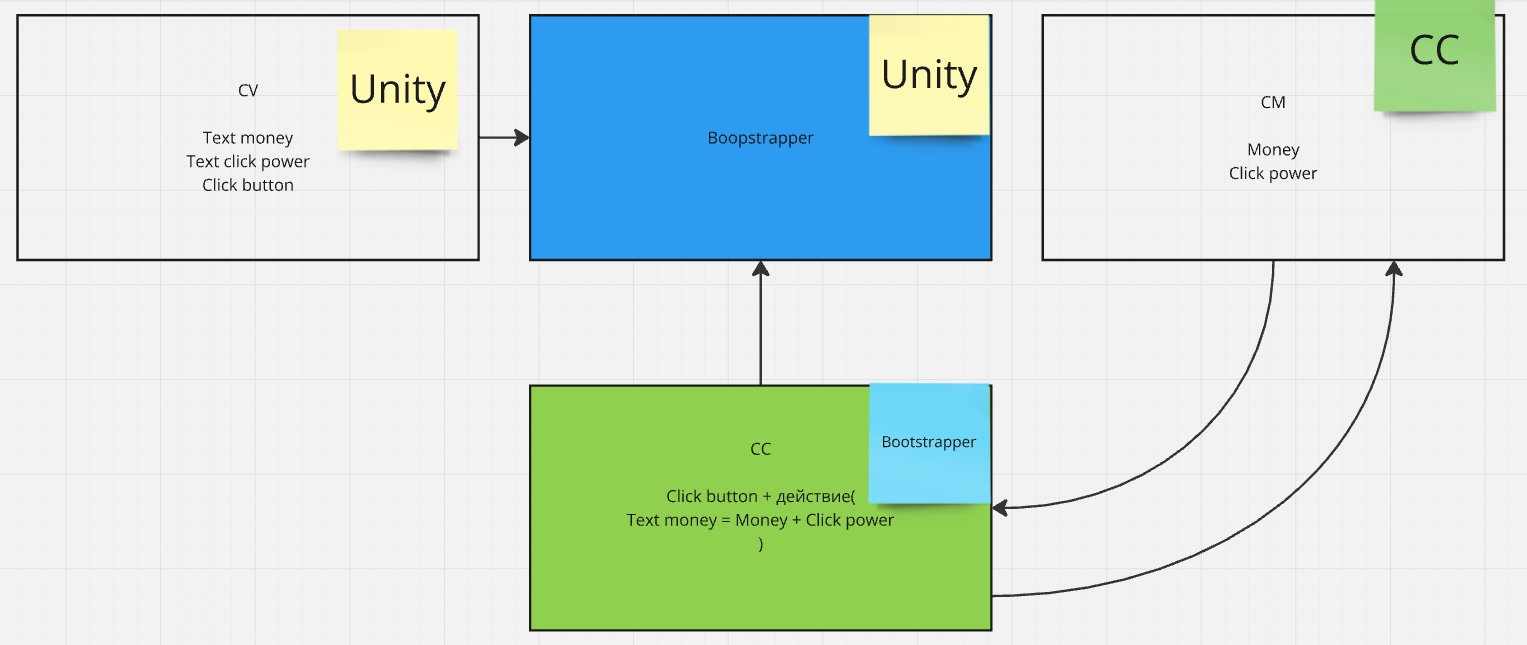 CV
Text money
Text click power
Click button
Unity
Boopstrapper
Unity
CM
Money
Click power
CC
CC
Click button + действие(
Text money = Money + Click power
)
Bootstrapper